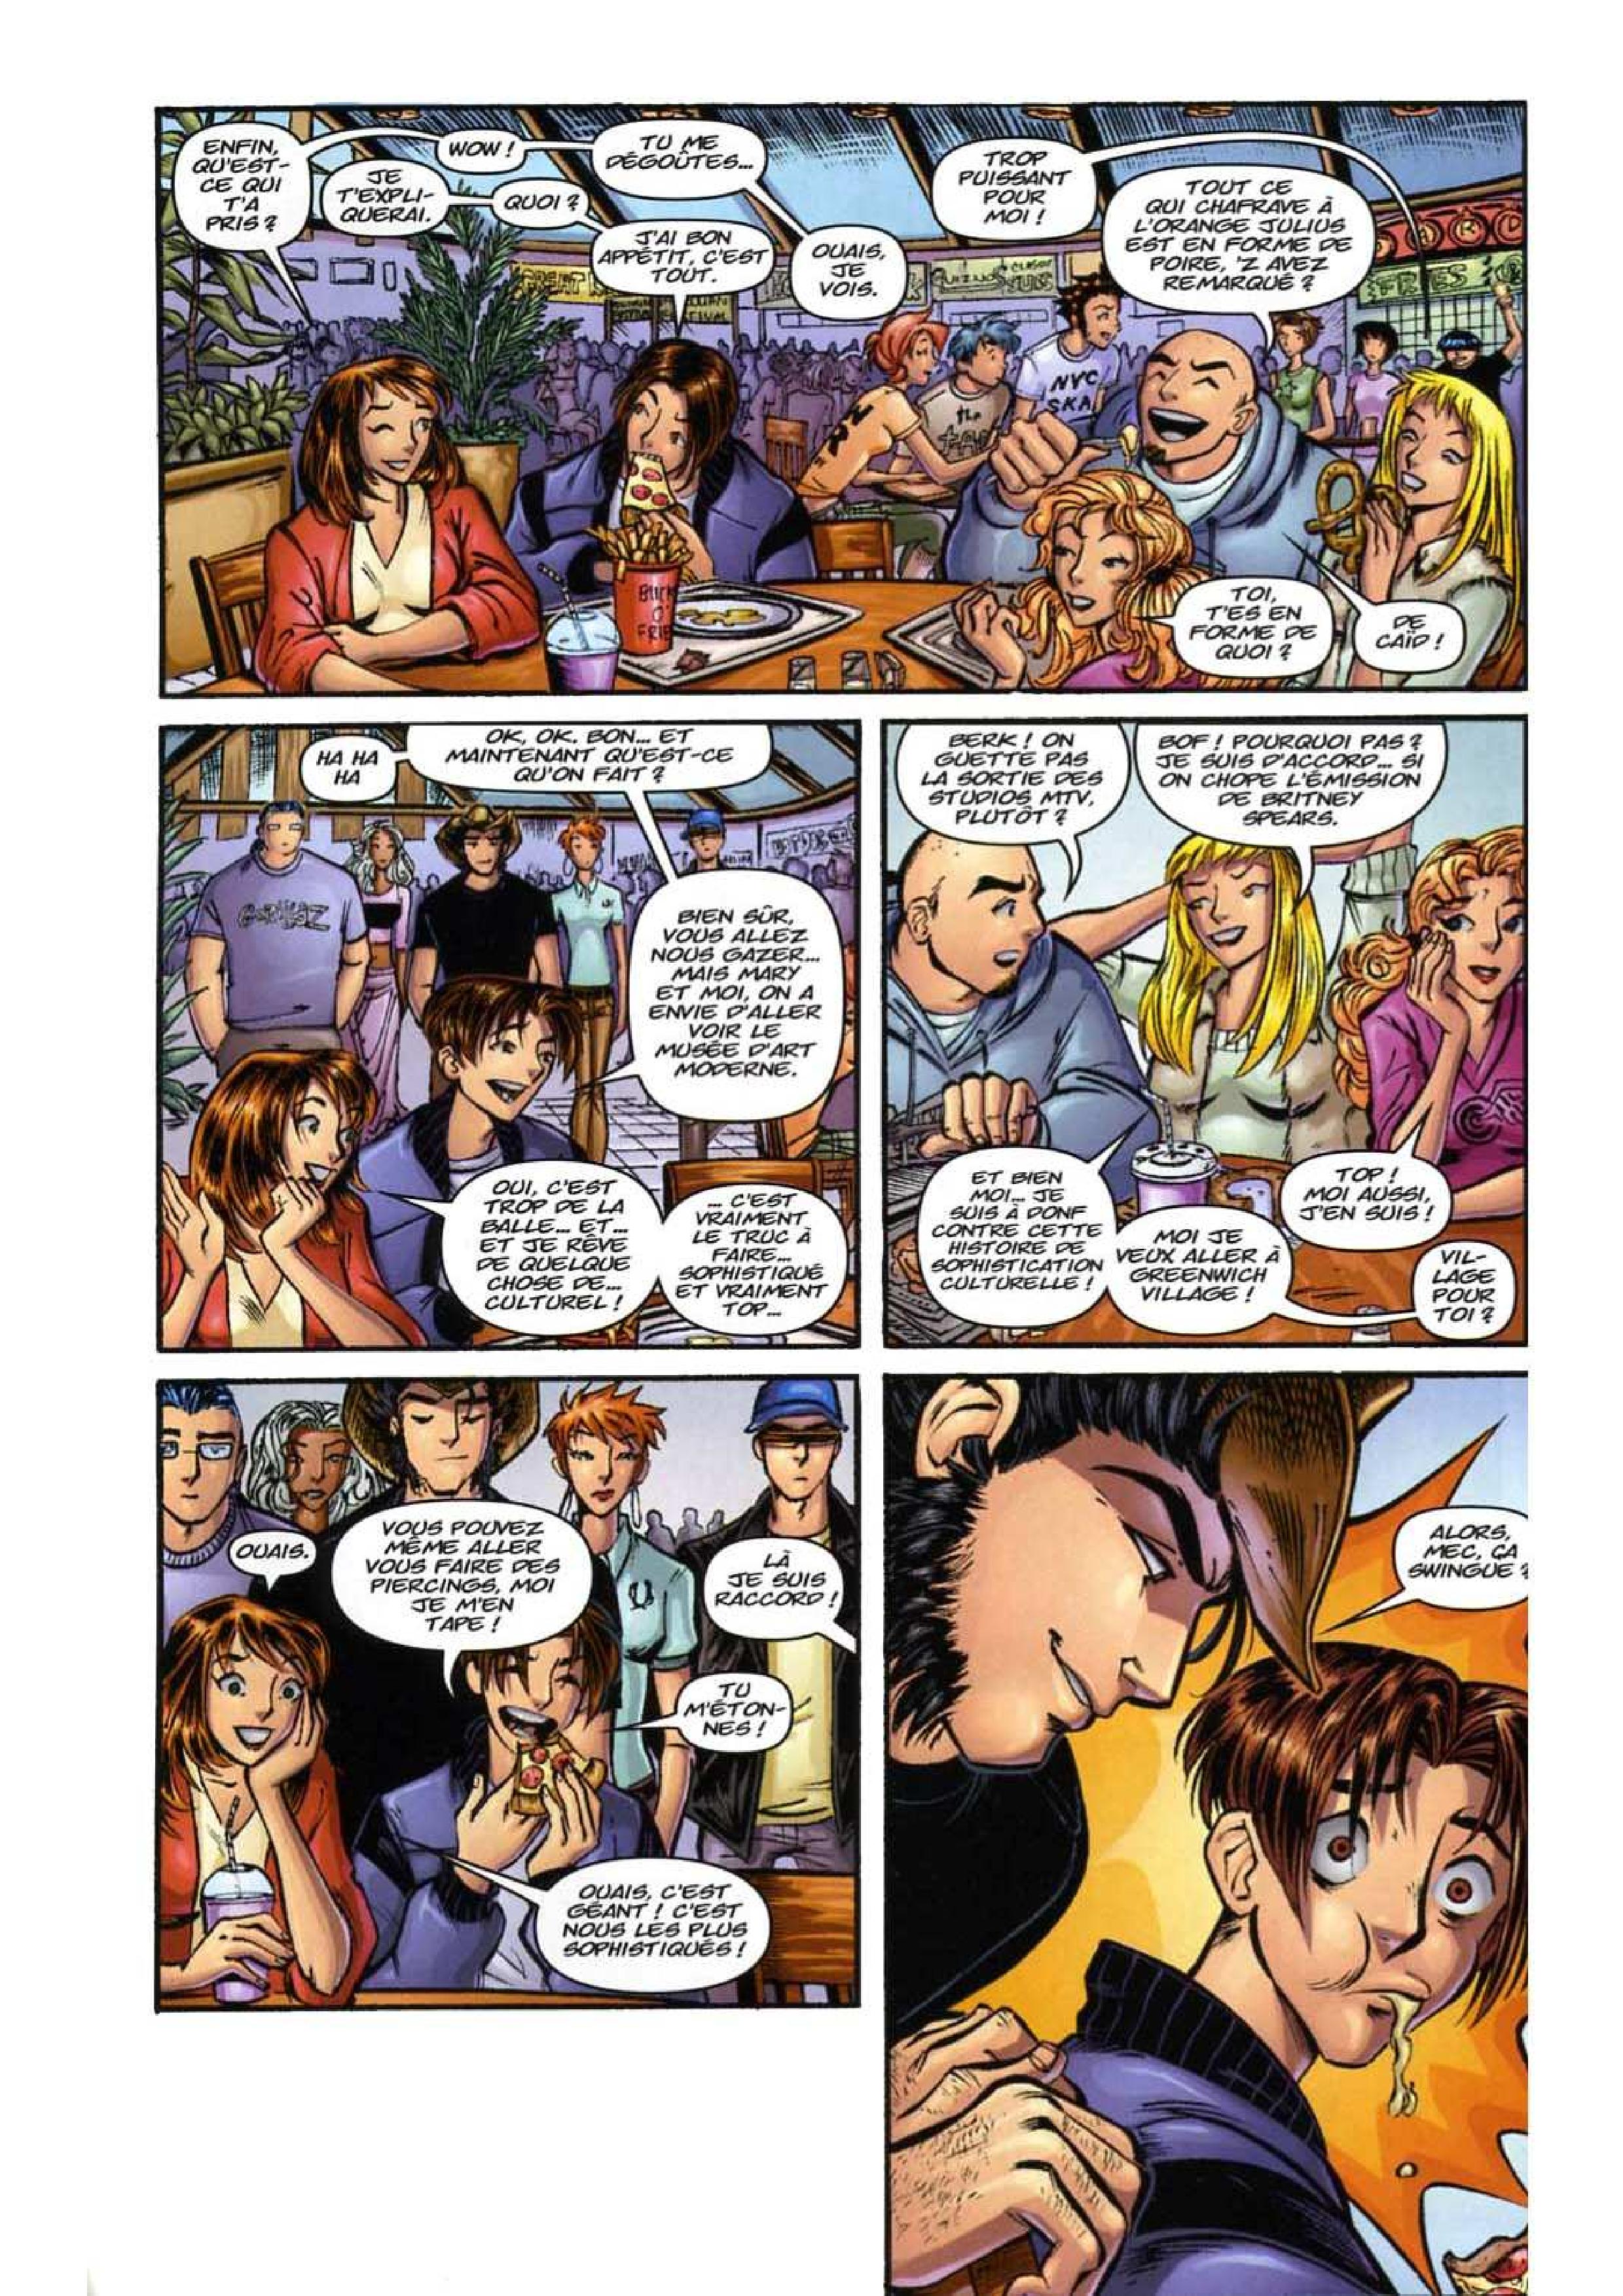 ENFIN,
QU'EST-
CE QUI
T'A
PRIS ?
WOW !
JE
T'EXPLI-
QUERAI.
QUOI ?
TU ME
DÉGOÛTES...
J'AI BON
APPÉTIT, C'EST
TOUT.
OUAIS,
JE
VOIS.
TROP
PUISSANT
POUR
MOI !
TOUT CE
QUI CHAFRAVE À
L'ORANGE JULIUS
EST EN FORME DE
POIRE, 'Z AVEZ
REMARQUÉ ?
FRIES
NYC
SKA
TOI,
T'ES EN
FORME DE
QUOI ?
DE
CAÏD !
HA HA
HA
OK, OK. BON... ET
MAINTENANT QU'EST-CE
QU'ON FAIT ?
BIEN SÛR,
VOUS ALLEZ
NOUS GAZER...
MAIS MARY
ET MOI, ON A
ENVIE D'ALLER
VOIR LE
MUSÉE D'ART
MODERNE.
OUI, C'EST
TROP DE LA
BALLE... ET...
ET JE RÊVE
DE QUELQUE
CHOSE DE...
CULTUREL !
... C'EST
VRAIMENT
LE TRUC À
FAIRE...
SOPHISTIQUÉ
ET VRAIMENT
TOP...
BERK ! ON
GUETTE PAS
LA SORTIE DES
STUDIOS MTV,
PLUTÔT ?
BOF ! POURQUOI PAS ?
JE SUIS D'ACCORD... SI
ON CHOPE L'ÉMISSION
DE BRITNEY
SPEARS.
ET BIEN
MOI... JE
SUIS À DONF
CONTRE CETTE
HISTOIRE DE
SOPHISTICATION
CULTURELLE !
MOI JE
VEUX ALLER À
GREENWICH
VILLAGE !
TOP !
MOI AUSSI,
J'EN SUIS !
VIL-
LAGE
POUR
TOI ?
OUAIS.
VOUS POUVEZ
MÊME ALLER
VOUS FAIRE DES
PIERCINGS, MOI
JE M'EN
TAPE !
LÀ
JE SUIS
RACCORD !
TU
M'ÉTON-
NES !
OUAIS, C'EST
GÉANT ! C'EST
NOUS LES PLUS
SOPHISTIQUÉS !
ALORS,
MEC, ÇA
SWINGUE ?